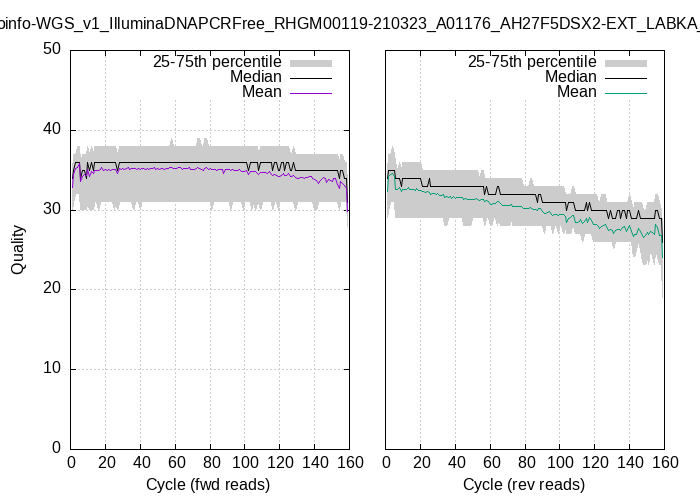 oinfo-WGS_v1_IlluminaDNAPCRFree_RHGM00119-210323_A01176_AH27F5DSX2-EXT_LABKA_
50
40
30
20
10
0
Quality
25-75th percentile
Median
Mean
0 20 40 60 80 100 120 140 160
Cycle (fwd reads)
25-75th percentile
Median
Mean
0 20 40 60 80 100 120 140 160
Cycle (rev reads)